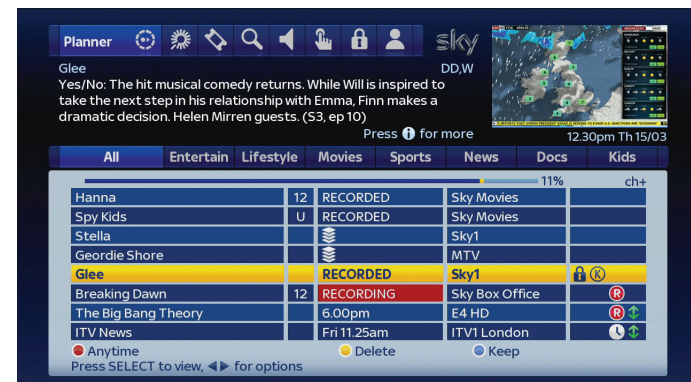 Planner
sky
Glee DD,W
Yes/No: The hit musical comedy returns. While Will is inspired to
take the next step in his relationship with Emma, Finn makes a
dramatic decision. Helen Mirren guests. (S3, ep 10)
Press i for more
12.30pm Th 15/03
All Entertain Lifestyle Movies Sports News Docs Kids
11% ch+
Hanna 12 RECORDED Sky Movies
Spy Kids U RECORDED Sky Movies
Stella Sky1
Geordie Shore MTV
Glee RECORDED Sky1 K
Breaking Dawn 12 RECORDING Sky Box Office R
The Big Bang Theory 6.00pm E4 HD R
ITV News Fri 11.25am ITV1 London
Anytime Delete Keep
Press SELECT to view, ◀▶ for options